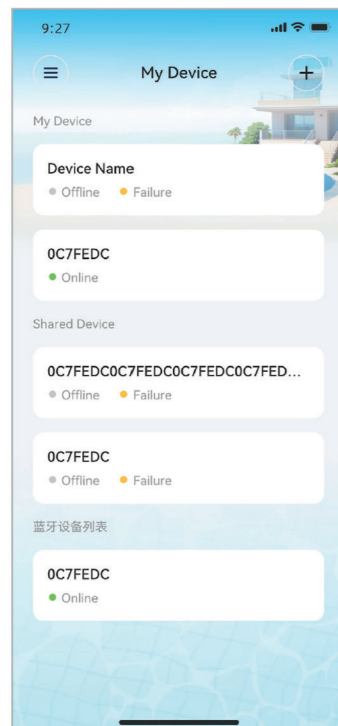 9:27
My Device
My Device
Device Name
Offline Failure
0C7FEDC
Online
Shared Device
0C7FEDC0C7FEDC0C7FEDC0C7FED...
Offline Failure
0C7FEDC
Offline Failure
蓝牙设备列表
0C7FEDC
Online